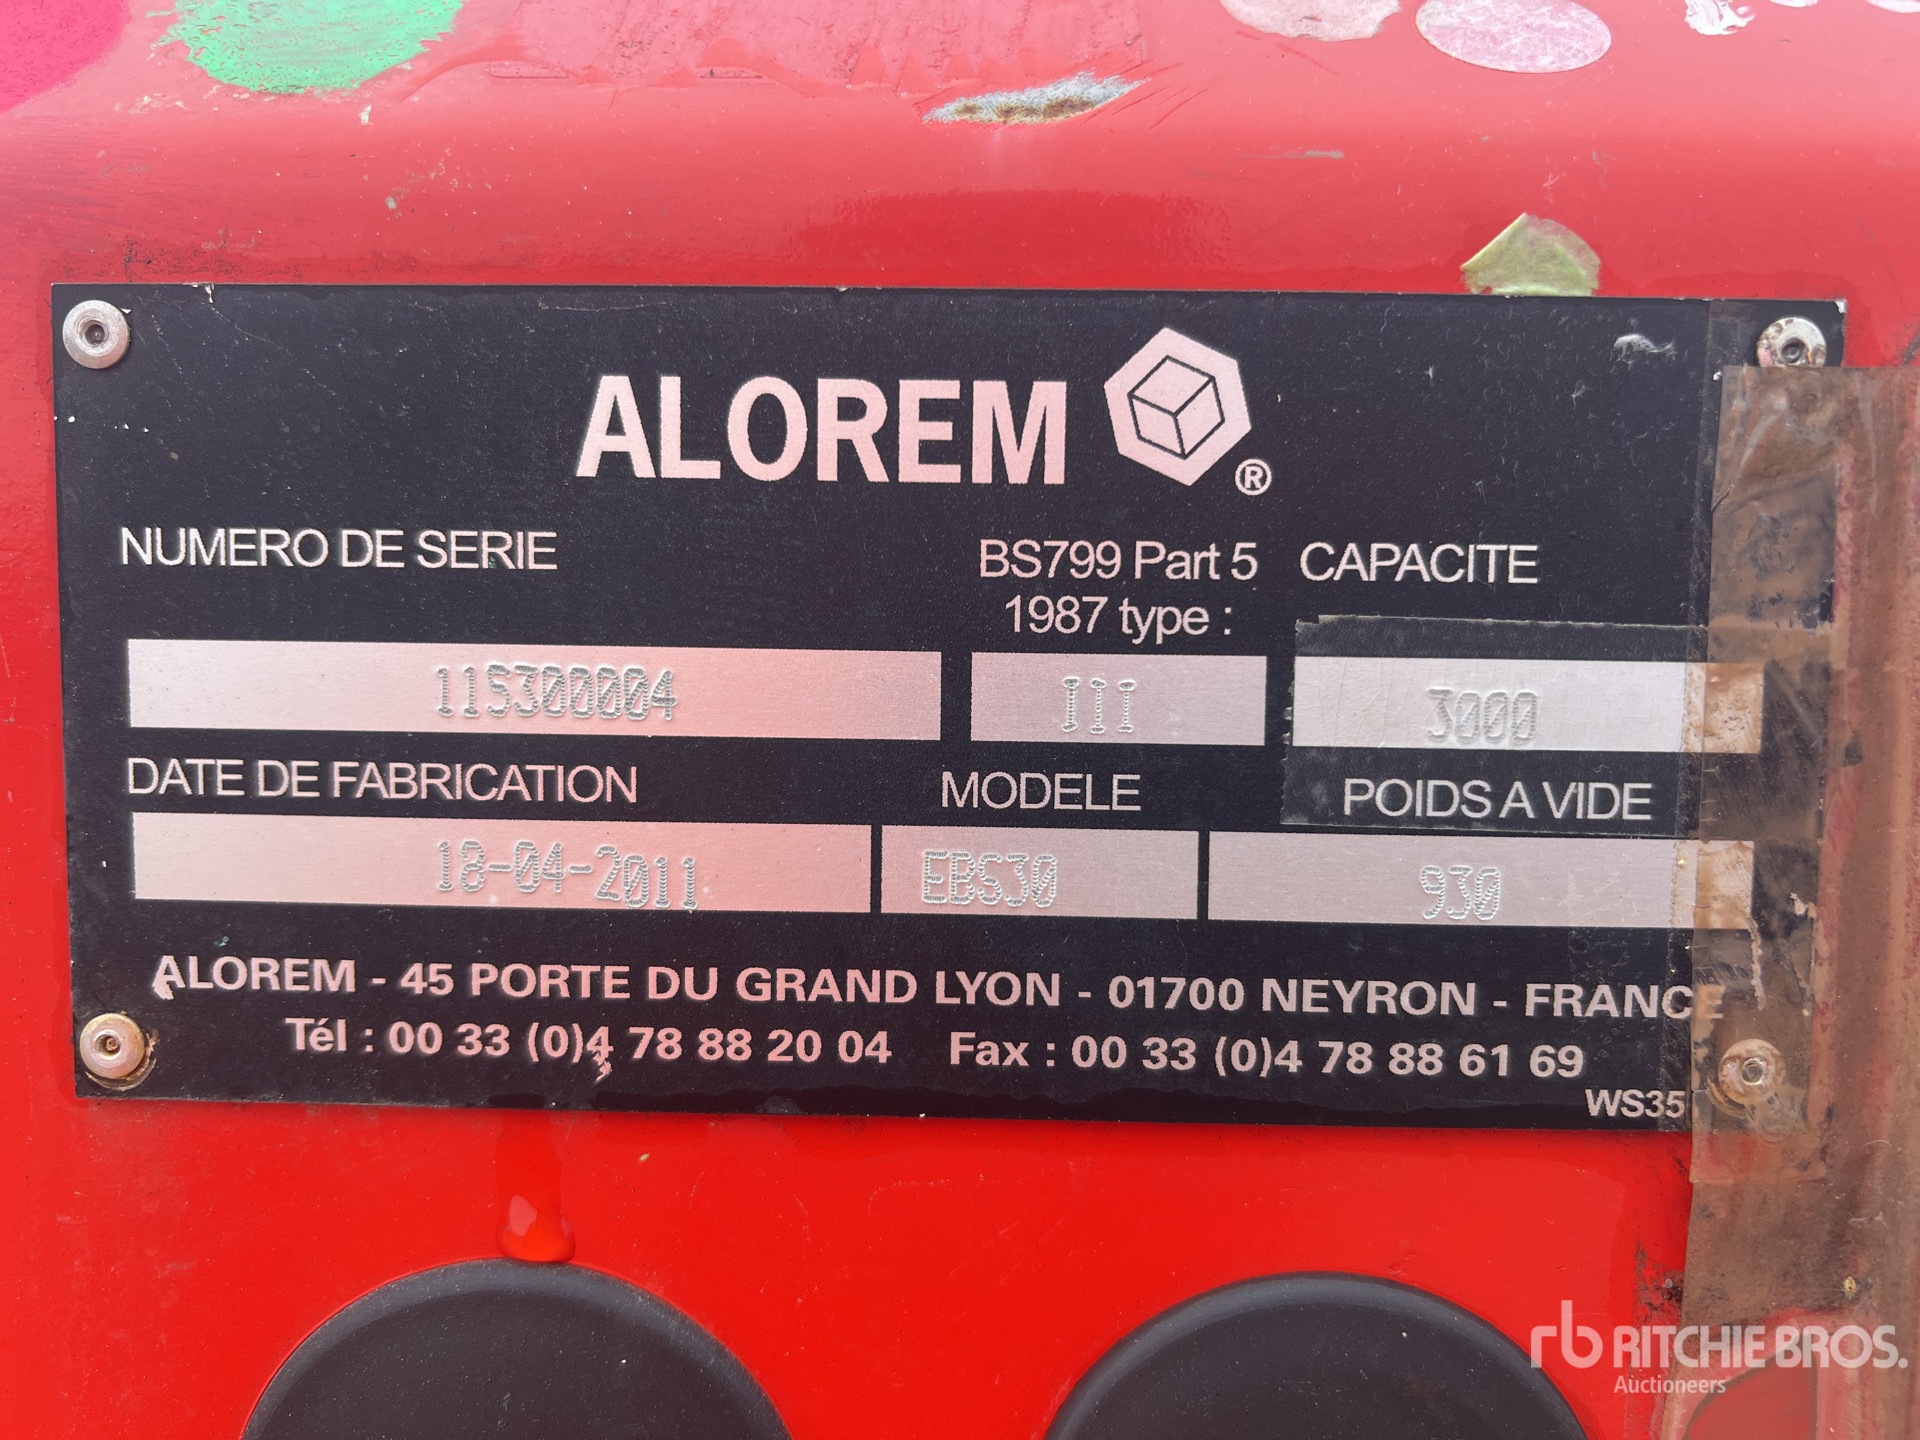 ALOREM ®
NUMERO DE SERIE
BS799 Part 5
1987 type :
CAPACITE
11S300004
III
3000
DATE DE FABRICATION
MODELE
POIDS A VIDE
18-04-2011
EBS30
930
ALOREM - 45 PORTE DU GRAND LYON - 01700 NEYRON - FRANCE
Tél : 00 33 (0)4 78 88 20 04 Fax : 00 33 (0)4 78 88 61 69
WS35
rb RITCHIE BROS.
Auctioneers